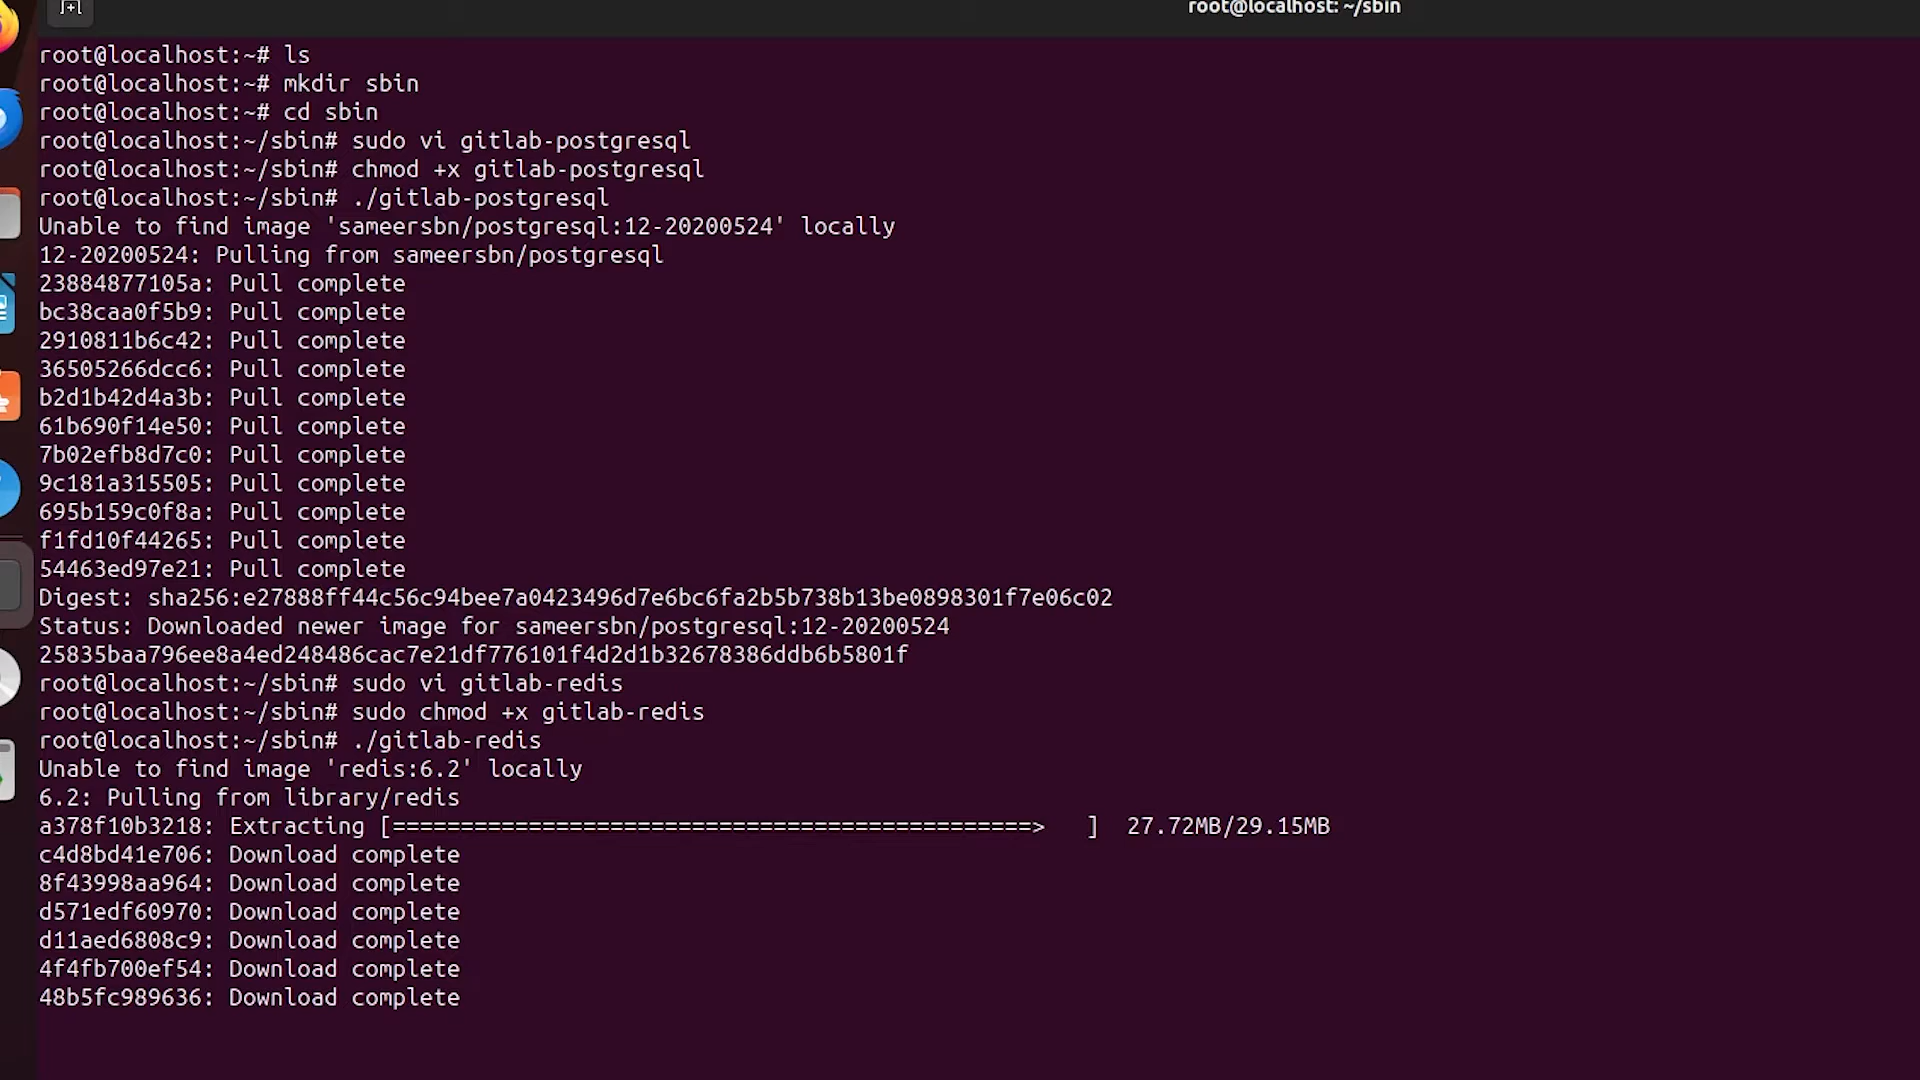 root@localhost: ~/sbin
root@localhost:~# ls
root@localhost:~# mkdir sbin
root@localhost:~# cd sbin
root@localhost:~/sbin# sudo vi gitlab-postgresql
root@localhost:~/sbin# chmod +x gitlab-postgresql
root@localhost:~/sbin# ./gitlab-postgresql
Unable to find image 'sameersbn/postgresql:12-20200524' locally
12-20200524: Pulling from sameersbn/postgresql
23884877105a: Pull complete
bc38caa0f5b9: Pull complete
2910811b6c42: Pull complete
36505266dcc6: Pull complete
b2d1b42d4a3b: Pull complete
61b690f14e50: Pull complete
7b02efb8d7c0: Pull complete
9c181a315505: Pull complete
695b159c0f8a: Pull complete
f1fd10f44265: Pull complete
54463ed97e21: Pull complete
Digest: sha256:e27888ff44c56c94bee7a0423496d7e6bc6fa2b5b738b13be0898301f7e06c02
Status: Downloaded newer image for sameersbn/postgresql:12-20200524
25835baa796ee8a4ed248486cac7e21df776101f4d2d1b32678386ddb6b5801f
root@localhost:~/sbin# sudo vi gitlab-redis
root@localhost:~/sbin# sudo chmod +x gitlab-redis
root@localhost:~/sbin# ./gitlab-redis
Unable to find image 'redis:6.2' locally
6.2: Pulling from library/redis
a378f10b3218: Extracting [===============================================>   ]  27.72MB/29.15MB
c4d8bd41e706: Download complete
8f43998aa964: Download complete
d571edf60970: Download complete
d11aed6808c9: Download complete
4f4fb700ef54: Download complete
48b5fc989636: Download complete